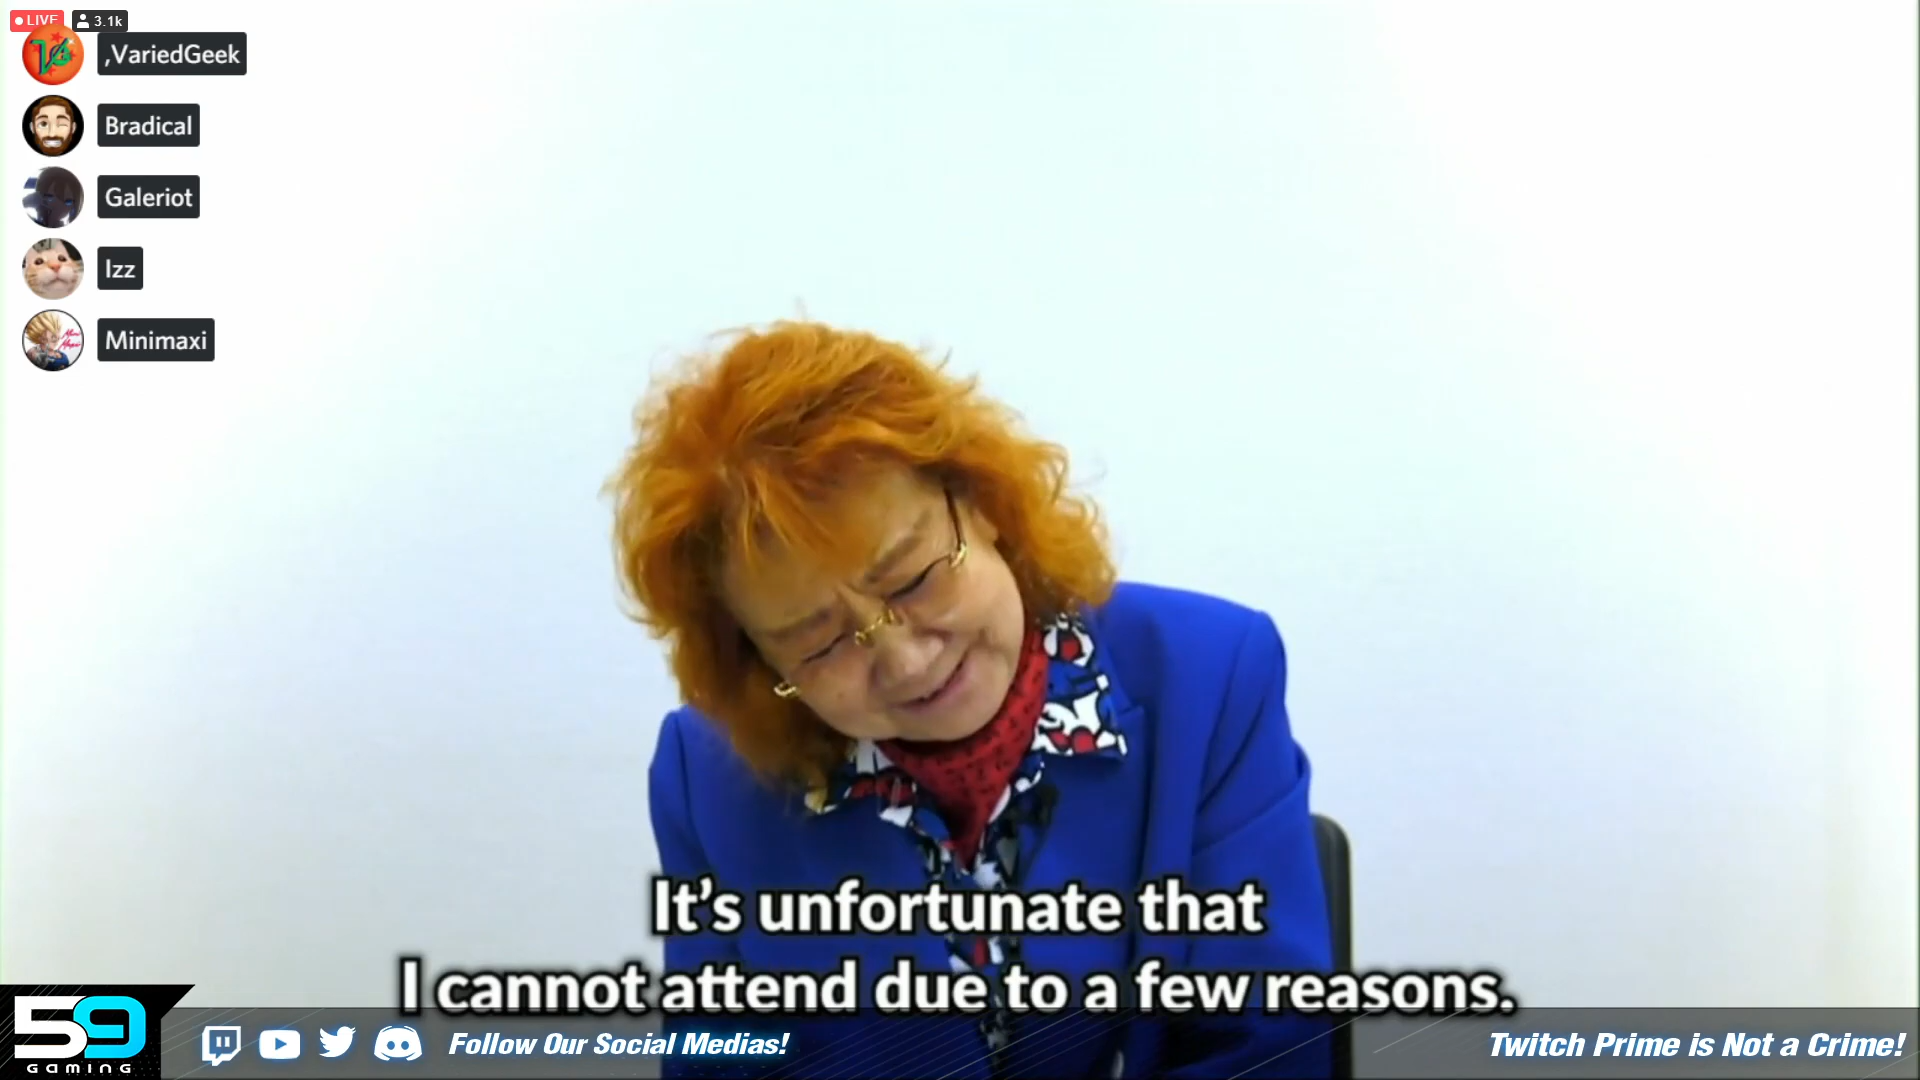 LIVE 3.1k
,VariedGeek
Bradical
Galeriot
Izz
Minimaxi
It's unfortunate that
I cannot attend due to a few reasons.
59
GAMING
Follow Our Social Medias!
Twitch Prime is Not a Crime!